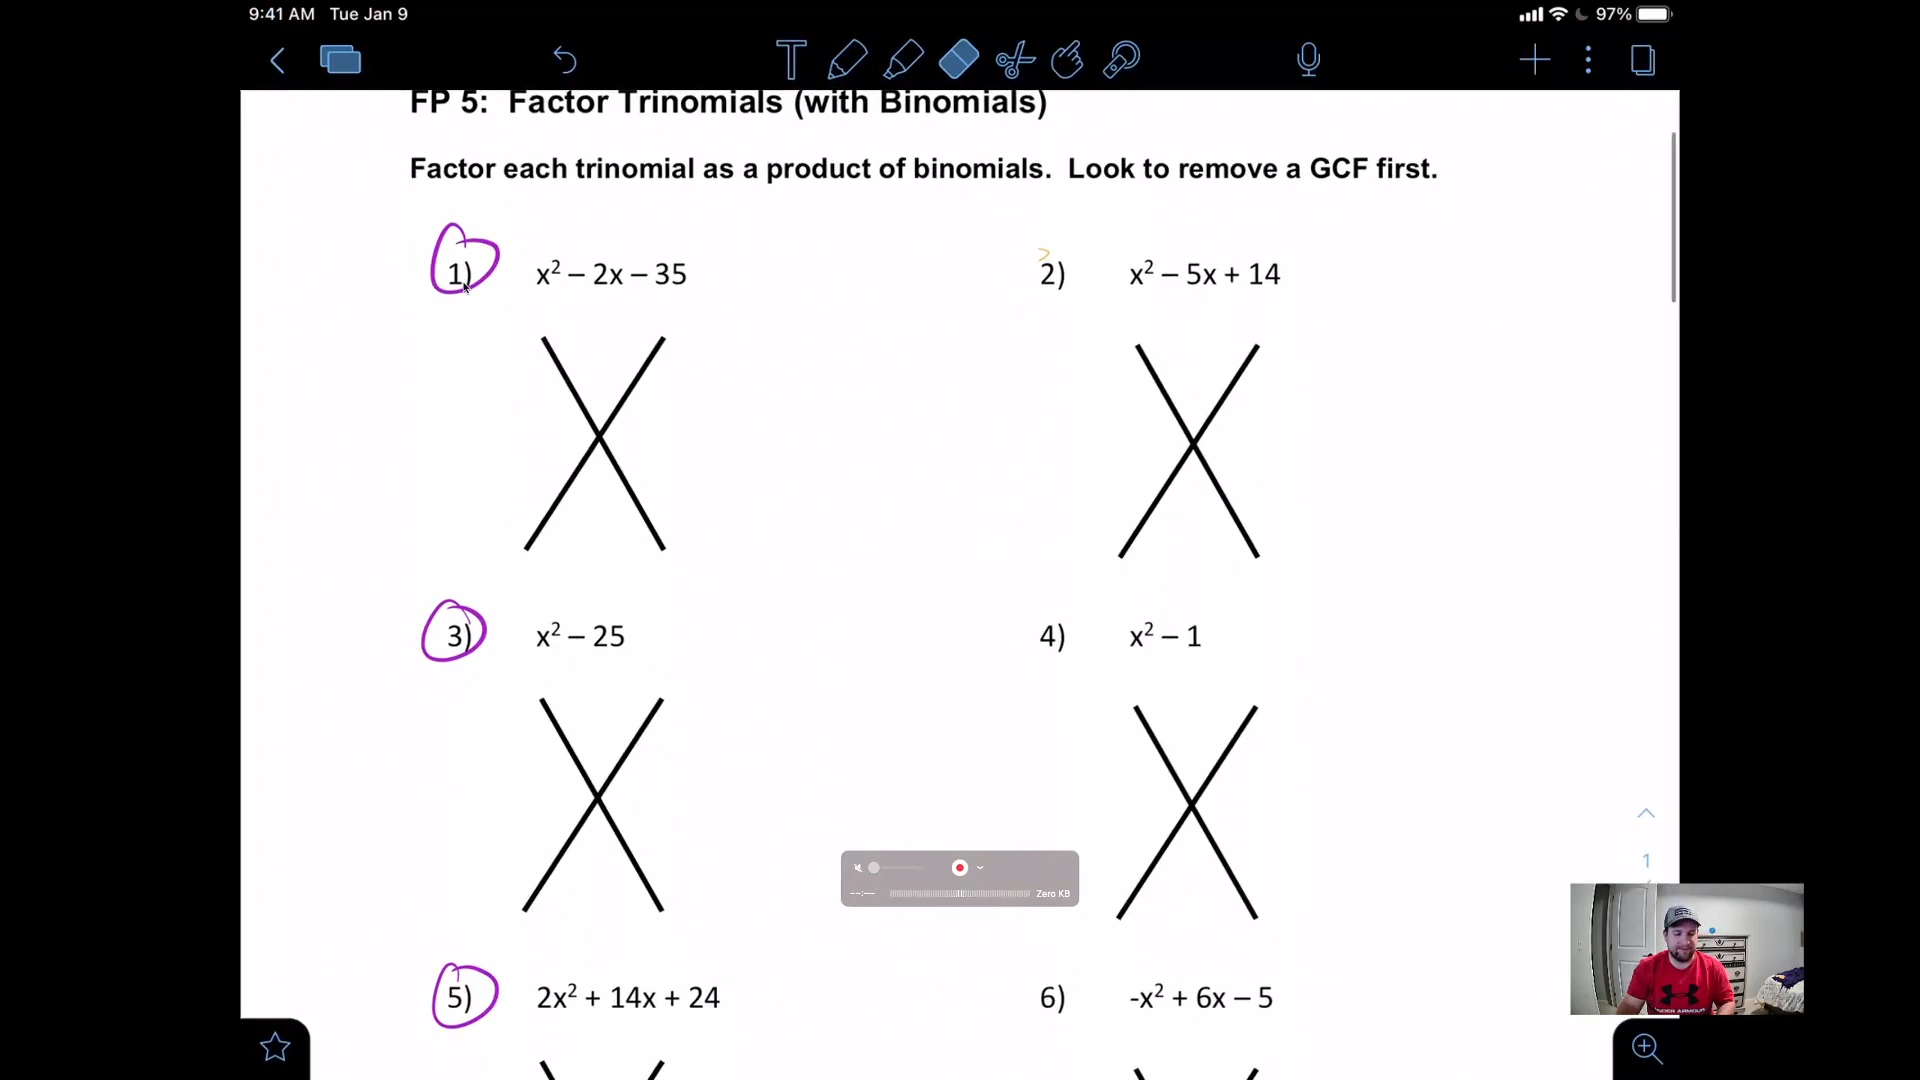 9:41 AM Tue Jan 9
97%
FP 5: Factor Trinomials (with Binomials)
Factor each trinomial as a product of binomials. Look to remove a GCF first.
1) x² – 2x – 35
2) x² – 5x + 14
3) x² – 25
4) x² – 1
--:-- Zero KB
1
UNDER ARMOUR
5) 2x² + 14x + 24
6) -x² + 6x – 5